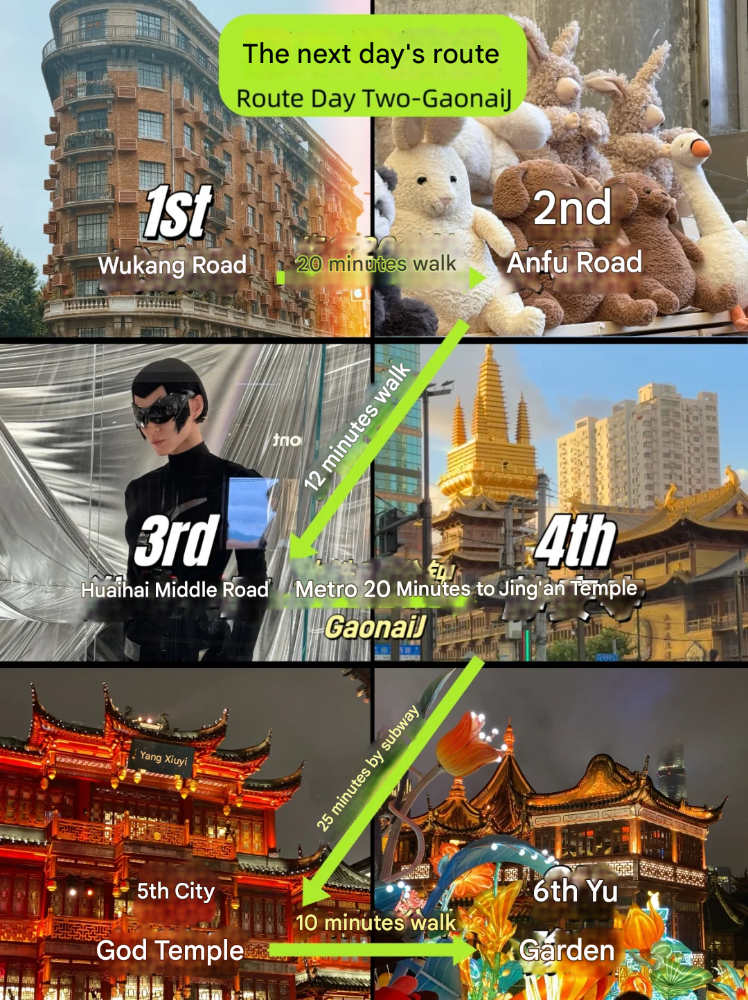 The next day's route
Route Day Two-GaonaiJ
1st
Wukang Road
20 minutes walk
2nd
Anfu Road
12 minutes walk
3rd
Huaihai Middle Road
ont
Metro 20 Minutes to Jing'an Temple
4th
GaonaiJ
25 minutes by subway
Yang Xiuyi
5th City
God Temple
10 minutes walk
6th Yu
Garden